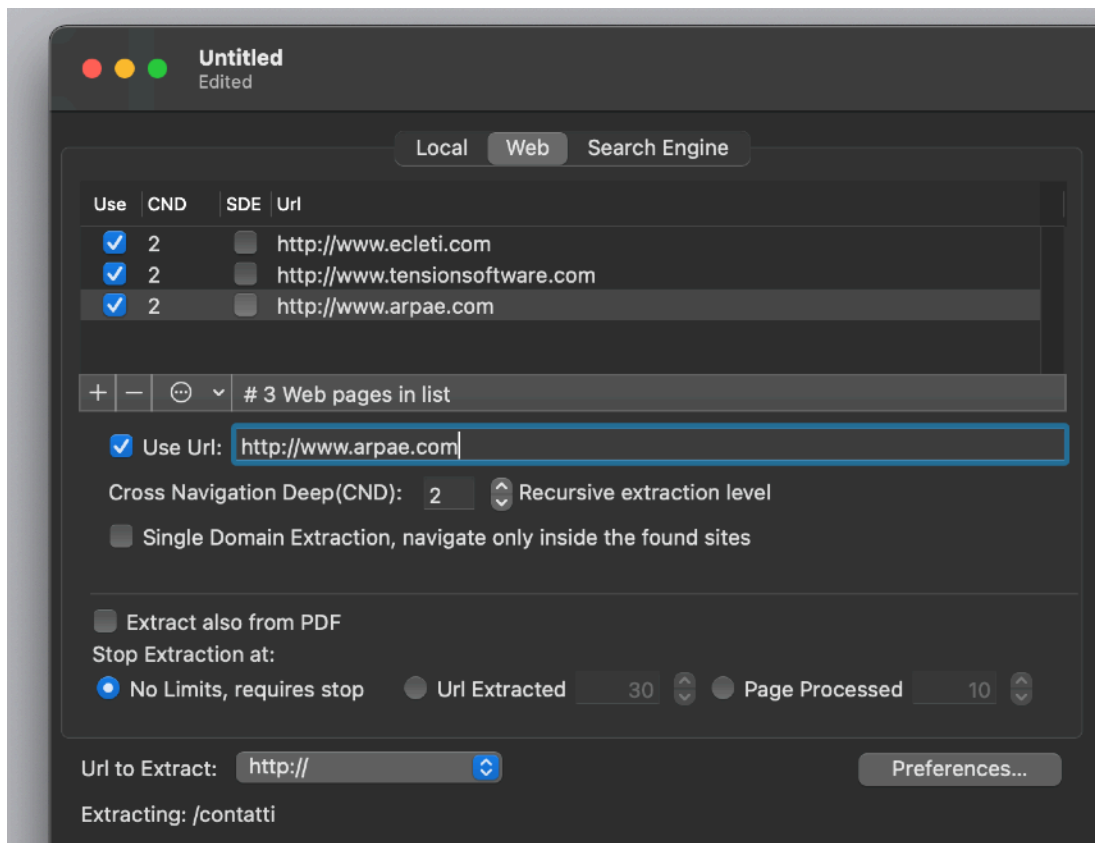 Untitled
Edited
Local Web Search Engine
Use CND SDE Url
2 http://www.ecleti.com
2 http://www.tensionsoftware.com
2 http://www.arpae.com
# 3 Web pages in list
Use Url: http://www.arpae.com
Cross Navigation Deep(CND): 2 Recursive extraction level
Single Domain Extraction, navigate only inside the found sites
Extract also from PDF
Stop Extraction at:
No Limits, requires stop Url Extracted 30 Page Processed 10
Url to Extract: http:// Preferences...
Extracting: /contatti